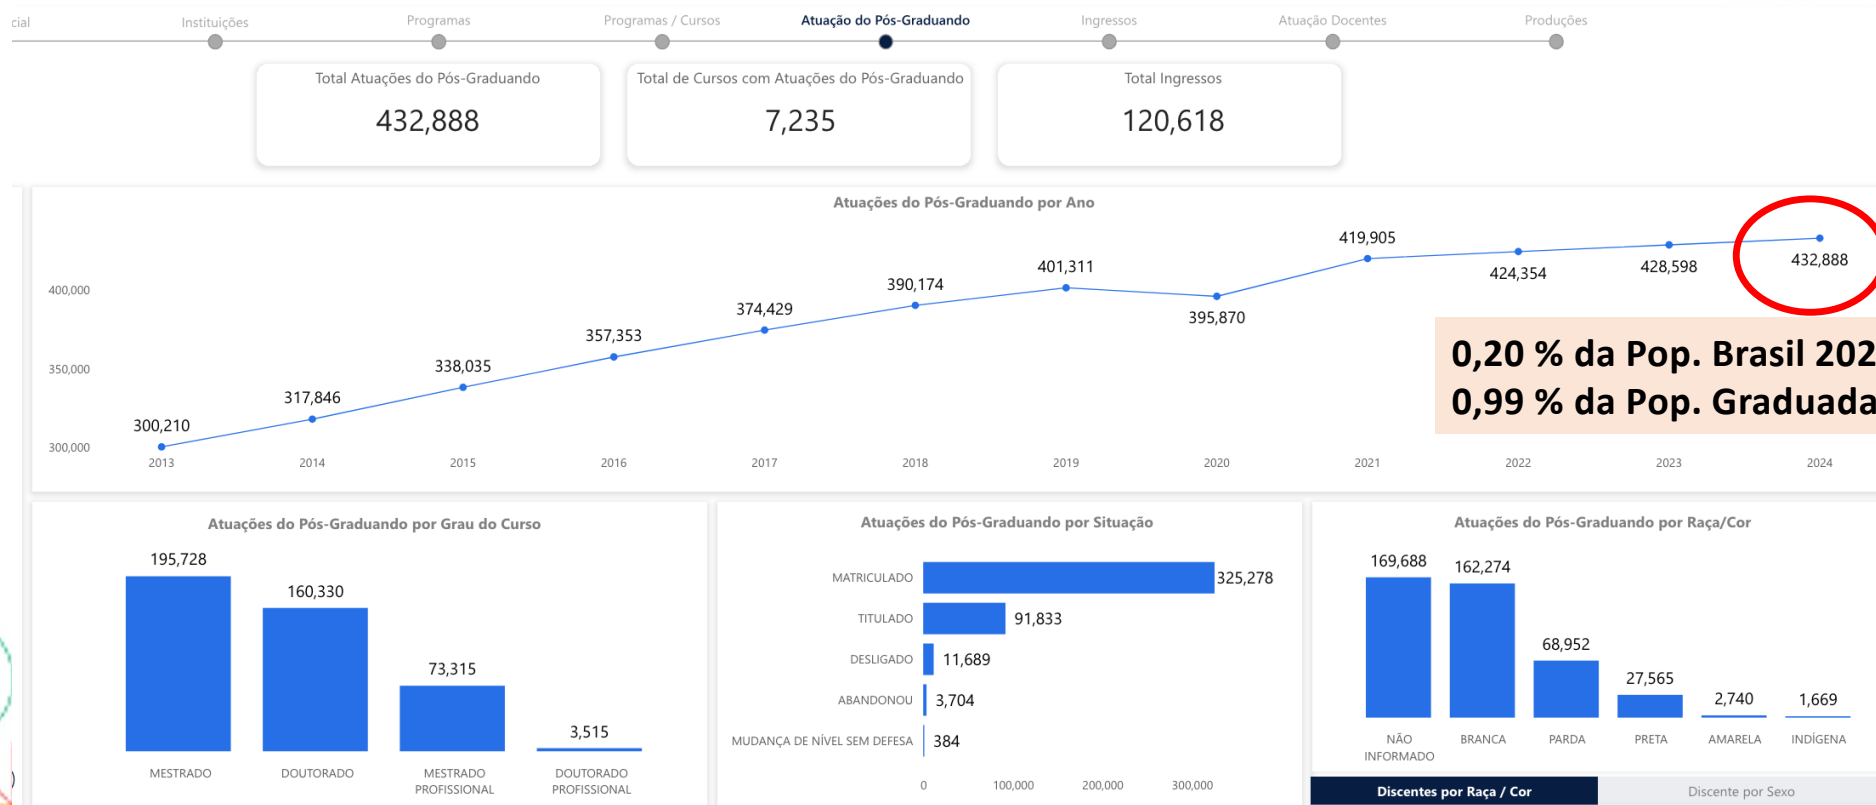 cial
Instituições
Programas
Programas / Cursos
Atuação do Pós-Graduando
Ingressos
Atuação Docentes
Produções
Total Atuações do Pós-Graduando
432,888
Total de Cursos com Atuações do Pós-Graduando
7,235
Total Ingressos
120,618
Atuações do Pós-Graduando por Ano
400,000
350,000
300,000
300,210
317,846
338,035
357,353
374,429
390,174
401,311
395,870
419,905
424,354
428,598
432,888
2013
2014
2015
2016
2017
2018
2019
2020
2021
2022
2023
2024
0,20 % da Pop. Brasil 202
0,99 % da Pop. Graduada
Atuações do Pós-Graduando por Grau do Curso
195,728
160,330
73,315
3,515
MESTRADO
DOUTORADO
MESTRADO
PROFISSIONAL
DOUTORADO
PROFISSIONAL
Atuações do Pós-Graduando por Situação
MATRICULADO
325,278
TITULADO
91,833
DESLIGADO
11,689
ABANDONOU
3,704
MUDANÇA DE NÍVEL SEM DEFESA
384
0
100,000
200,000
300,000
Atuações do Pós-Graduando por Raça/Cor
169,688
162,274
68,952
27,565
2,740
1,669
NÃO
INFORMADO
BRANCA
PARDA
PRETA
AMARELA
INDÍGENA
Discentes por Raça / Cor
Discente por Sexo